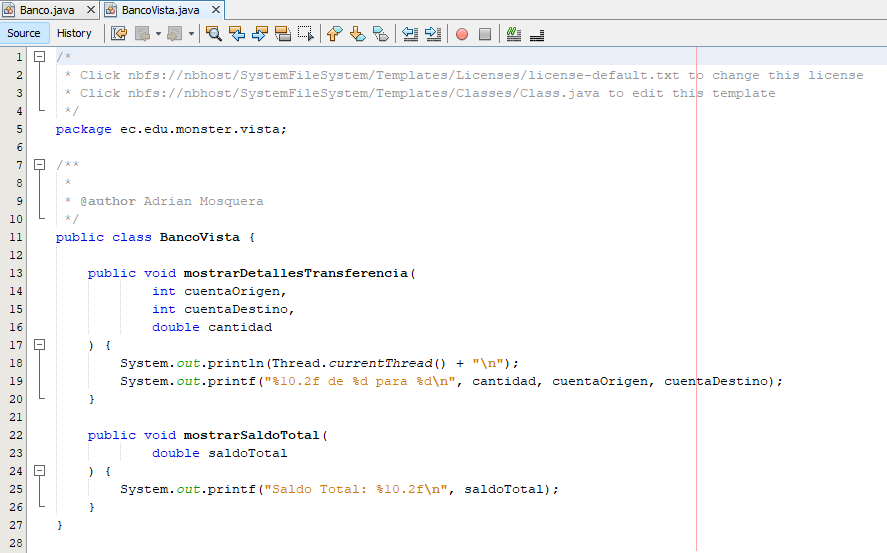 Banco.java × BancoVista.java ×
Source History
1 /*
2  * Click nbfs://nbhost/SystemFileSystem/Templates/Licenses/license-default.txt to change this license
3  * Click nbfs://nbhost/SystemFileSystem/Templates/Classes/Class.java to edit this template
4  */
5 package ec.edu.monster.vista;
6
7 /**
8  *
9  * @author Adrian Mosquera
10  */
11 public class BancoVista {
12
13     public void mostrarDetallesTransferencia(
14             int cuentaOrigen,
15             int cuentaDestino,
16             double cantidad
17     ) {
18         System.out.println(Thread.currentThread() + "\n");
19         System.out.printf("%10.2f de %d para %d\n", cantidad, cuentaOrigen, cuentaDestino);
20     }
21
22     public void mostrarSaldoTotal(
23             double saldoTotal
24     ) {
25         System.out.printf("Saldo Total: %10.2f\n", saldoTotal);
26     }
27 }
28